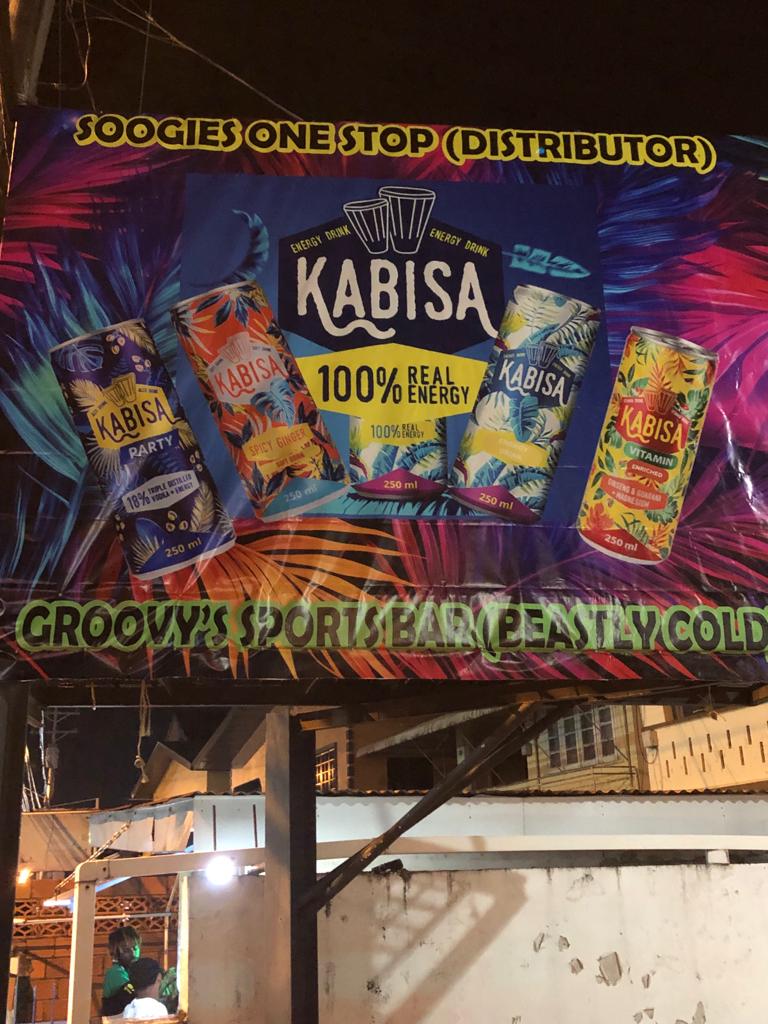 SOOGIES ONE STOP (DISTRIBUTOR)
ENERGY DRINK ENERGY DRINK
KABISA
100% REAL ENERGY
KABISA
PARTY
18% TRIPLE DISTILLED
VODKA + ENERGY
250 ml
KABISA
SPICY GINGER
250 ml
100% REAL ENERGY
250 ml
KABISA
250 ml
KABISA
VITAMIN
ENRICHED
GINSENG & GUARANA
+ MAGNESIUM
250 ml
GROOVY'S SPORTS BAR (BEASTLY COLD